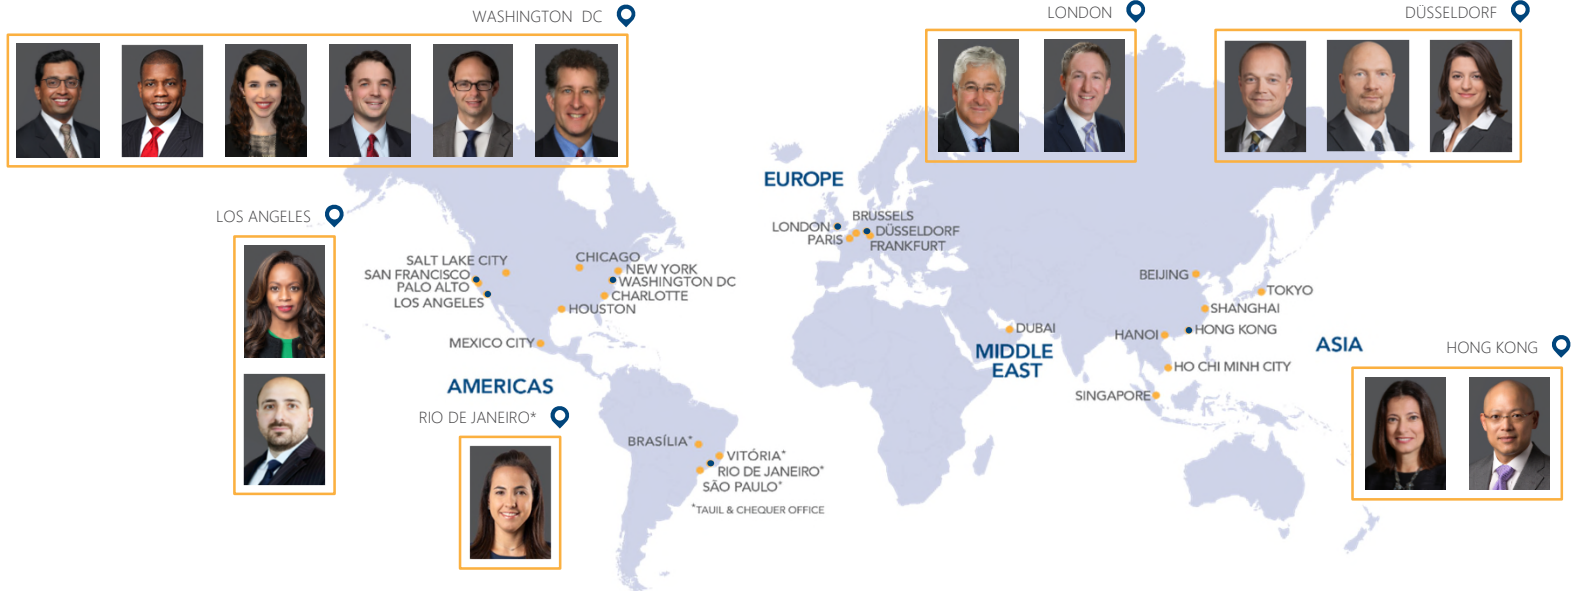 WASHINGTON DC
LONDON
DÜSSELDORF
LOS ANGELES
EUROPE
LONDON
BRUSSELS
PARIS
DÜSSELDORF
FRANKFURT
SALT LAKE CITY
SAN FRANCISCO
PALO ALTO
LOS ANGELES
CHICAGO
NEW YORK
WASHINGTON DC
CHARLOTTE
HOUSTON
MEXICO CITY
AMERICAS
BEIJING
TOKYO
SHANGHAI
HONG KONG
HANOI
HO CHI MINH CITY
SINGAPORE
DUBAI
MIDDLE
EAST
ASIA
HONG KONG
RIO DE JANEIRO*
BRASÍLIA*
VITÓRIA*
RIO DE JANEIRO*
SÃO PAULO*
*TAUIL & CHEQUER OFFICE